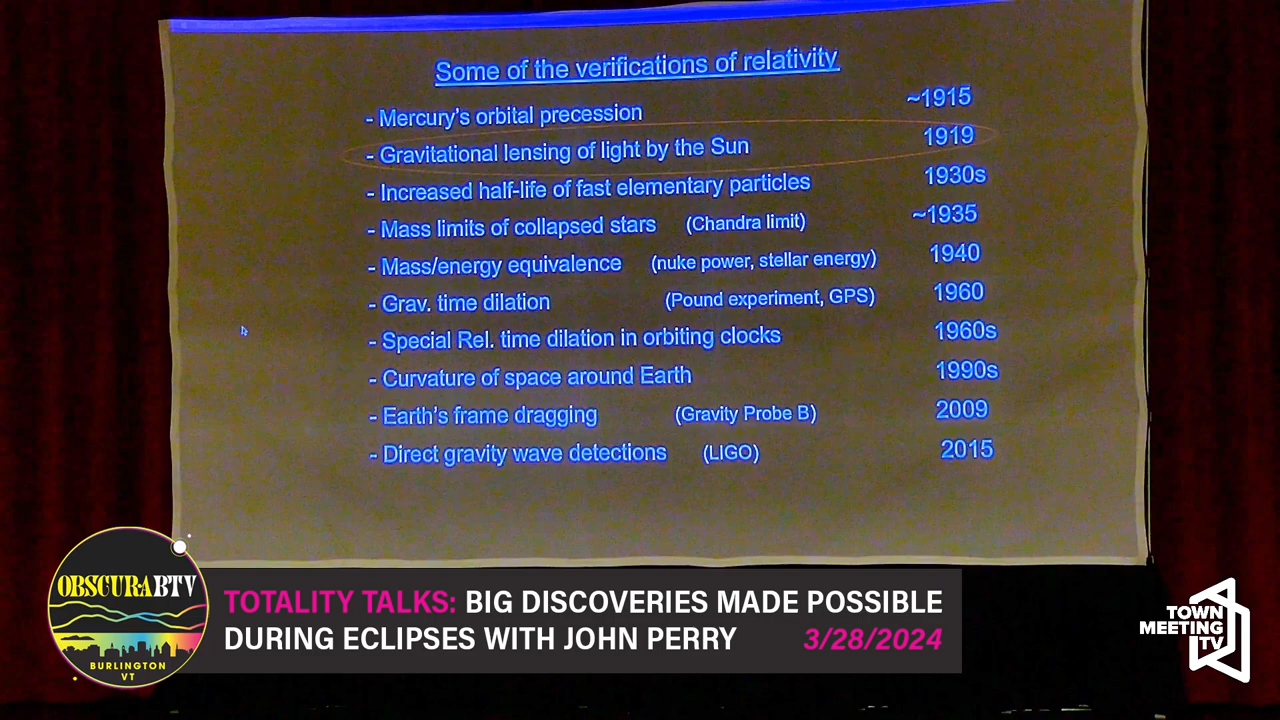 Some of the verifications of relativity
- Mercury's orbital precession ~1915
- Gravitational lensing of light by the Sun 1919
- Increased half-life of fast elementary particles 1930s
- Mass limits of collapsed stars (Chandra limit) ~1935
- Mass/energy equivalence (nuke power, stellar energy) 1940
- Grav. time dilation (Pound experiment, GPS) 1960
- Special Rel. time dilation in orbiting clocks 1960s
- Curvature of space around Earth 1990s
- Earth's frame dragging (Gravity Probe B) 2009
- Direct gravity wave detections (LIGO) 2015
OBSCURABTV
BURLINGTON
VT
TOTALITY TALKS: BIG DISCOVERIES MADE POSSIBLE
DURING ECLIPSES WITH JOHN PERRY 3/28/2024
TOWN
MEETING
TV